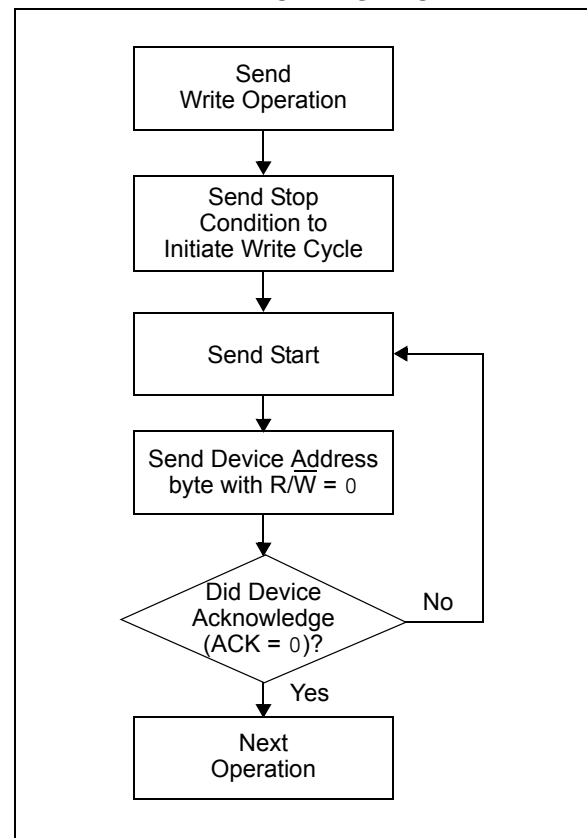 Send
Write Operation
Send Stop
Condition to
Initiate Write Cycle
Send Start
Send Device Address
byte with R/W̅ = 0
Did Device
Acknowledge
(ACK = 0)?
No
Yes
Next
Operation